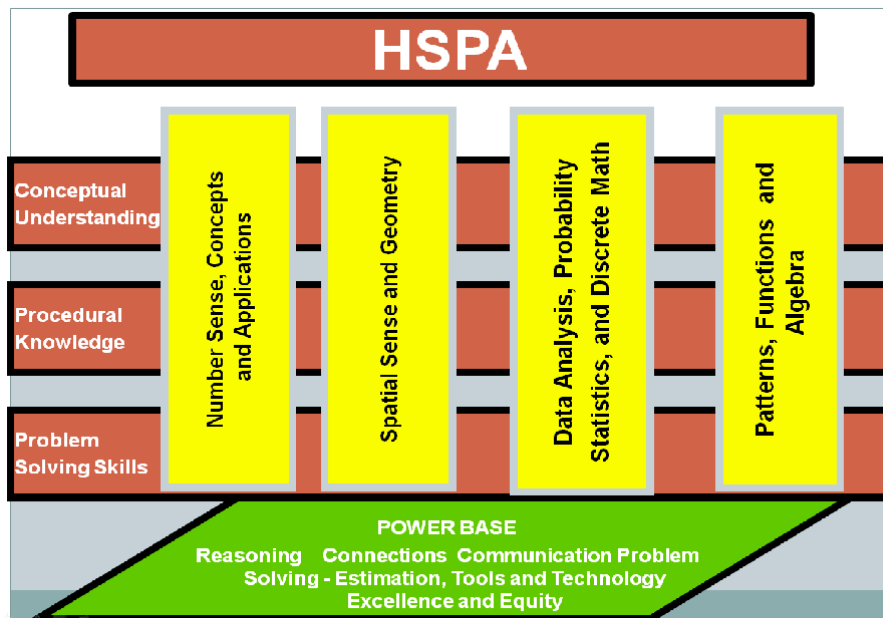 HSPA
Conceptual
Understanding
Procedural
Knowledge
Problem
Solving Skills
Number Sense, Concepts
and Applications
Spatial Sense and Geometry
Data Analysis, Probability
Statistics, and Discrete Math
Patterns, Functions and
Algebra
POWER BASE
Reasoning Connections Communication Problem
Solving - Estimation, Tools and Technology
Excellence and Equity